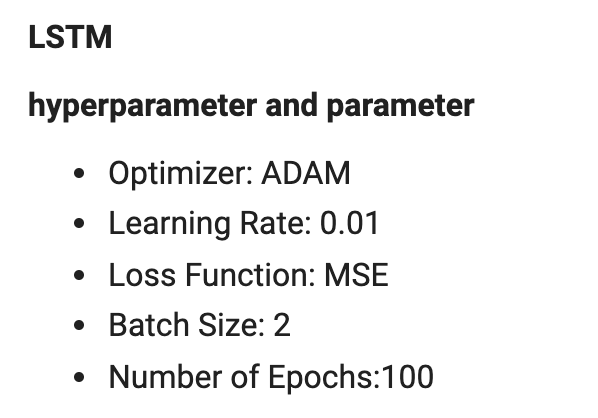 LSTM
hyperparameter and parameter
• Optimizer: ADAM
• Learning Rate: 0.01
• Loss Function: MSE
• Batch Size: 2
• Number of Epochs:100